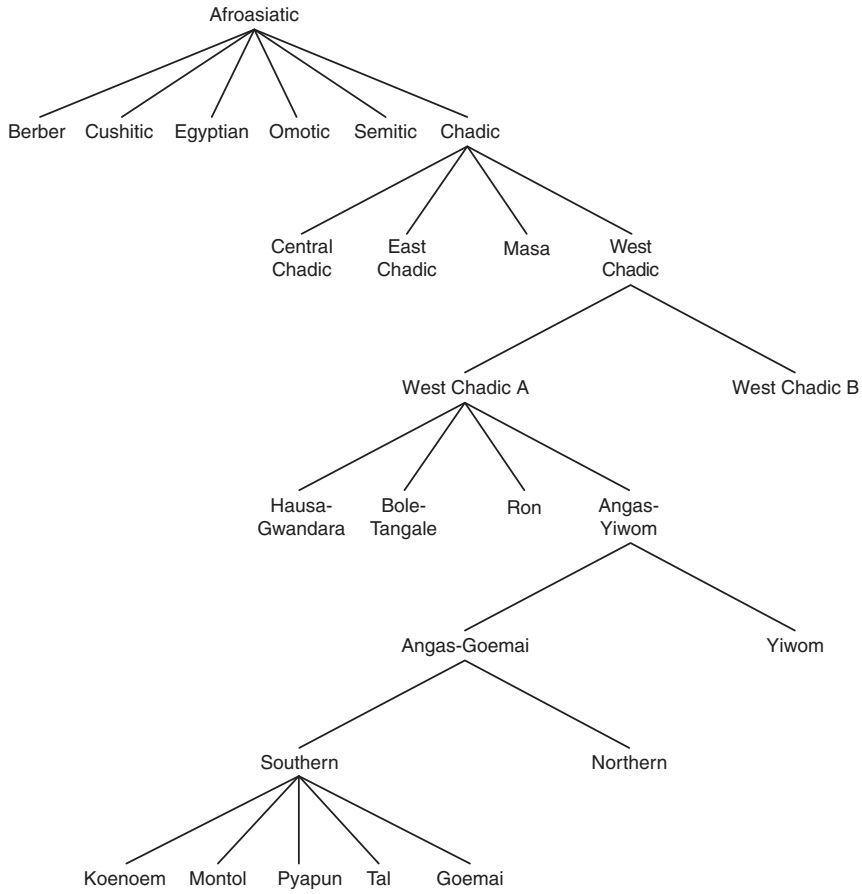 Afroasiatic
Berber Cushitic Egyptian Omotic Semitic Chadic
Central Chadic
East Chadic
Masa
West Chadic
West Chadic A West Chadic B
Hausa-
Gwandara
Bole-
Tangale
Ron
Angas-
Yiwom
Angas-Goemai Yiwom
Southern Northern
Koenoem Montol Pyapun Tal Goemai